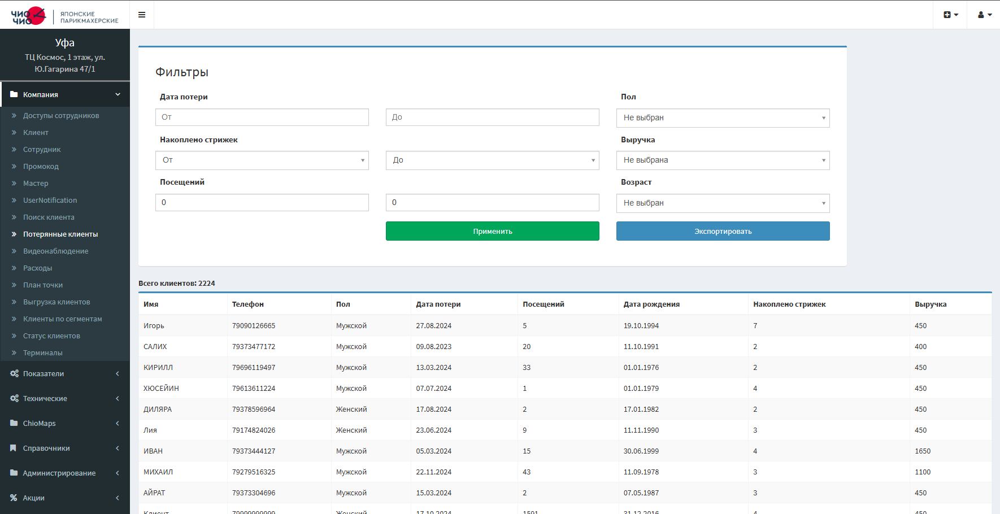 ЧИО ЧИО
ЯПОНСКИЕ
ПАРИКМАХЕРСКИЕ
Уфа
ТЦ Космос, 1 этаж, ул.
Ю.Гагарина 47/1
Компания
Доступы сотрудников
Клиент
Сотрудник
Промокод
Мастер
UserNotification
Поиск клиента
Потерянные клиенты
Видеонаблюдение
Расходы
План точки
Выгрузка клиентов
Клиенты по сегментам
Статус клиентов
Терминалы
Показатели
Технические
ChioMaps
Справочники
Администрирование
Акции
Фильтры
Дата потери Пол
От До Не выбран
Накоплено стрижек Выручка
От До Не выбрана
Посещений Возраст
0 0 Не выбран
Применить Экспортировать
Всего клиентов: 2224
Имя Телефон Пол Дата потери Посещений Дата рождения Накоплено стрижек Выручка
Игорь 79090126665 Мужской 27.08.2024 5 19.10.1994 7 450
САЛИХ 79373477172 Мужской 09.08.2023 20 11.10.1991 2 400
КИРИЛЛ 79696119497 Мужской 13.03.2024 33 01.01.1976 2 450
ХЮСЕЙИН 79613611224 Мужской 07.07.2024 1 01.01.1979 4 450
ДИЛЯРА 79378596964 Женский 17.08.2024 2 17.01.1982 2 450
Лия 79174824026 Женский 23.06.2024 9 11.11.1990 3 450
ИВАН 79373444127 Мужской 05.03.2024 15 30.06.1999 4 1650
МИХАИЛ 79279516325 Мужской 22.11.2024 43 11.09.1978 3 1100
АЙРАТ 79373304696 Мужской 15.03.2024 2 07.05.1987 3 450
Клиент 79999999999 Женский 17.10.2024 1591 31.12.2016 4 450